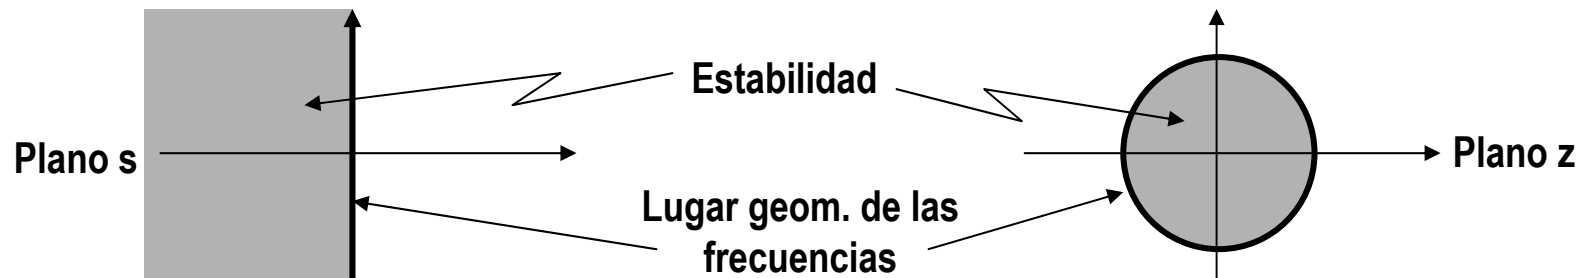 Estabilidad
Plano s
Plano z
Lugar geom. de las
frecuencias